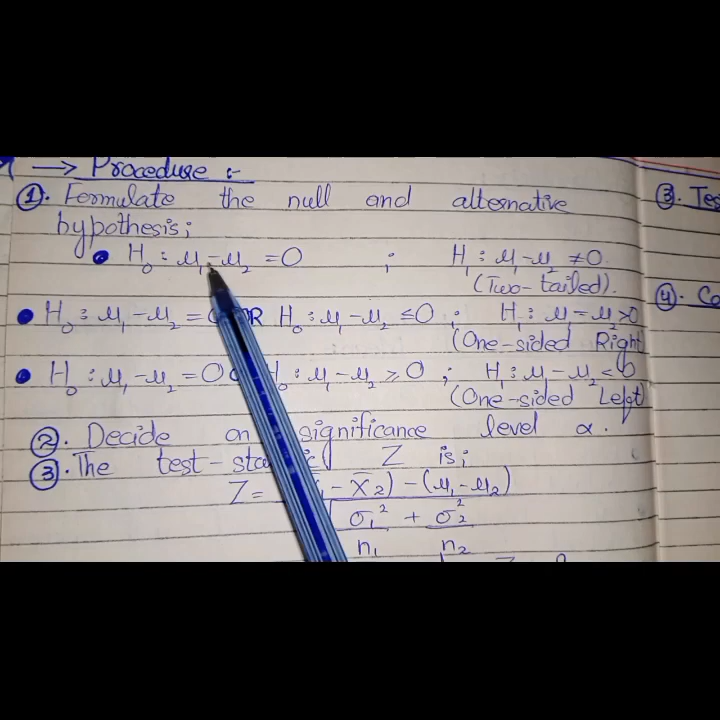 → Procedure :-
①. Formulate the null and alternative
hypothesis;
• H₀ : μ₁-μ₂ = 0 ; H₁ : μ₁-μ₂ ≠ 0
(Two-tailed).
• H₀ : μ₁-μ₂ = 0 OR H₀ : μ₁-μ₂ ≤ 0 ; H₁ : μ₁-μ₂ > 0
(One-sided Right
• H₀ : μ₁-μ₂ = 0 H₀ : μ₁-μ₂ ≥ 0 ; H₁ : μ₁-μ₂ < 0
(One-sided Left)
②. Decide on significance level α.
③. The test- Z is;
Z = - X̄₂) - (μ₁-μ₂)
σ₁² + σ₂²
n₁ n₂
③. Tes
④. Co